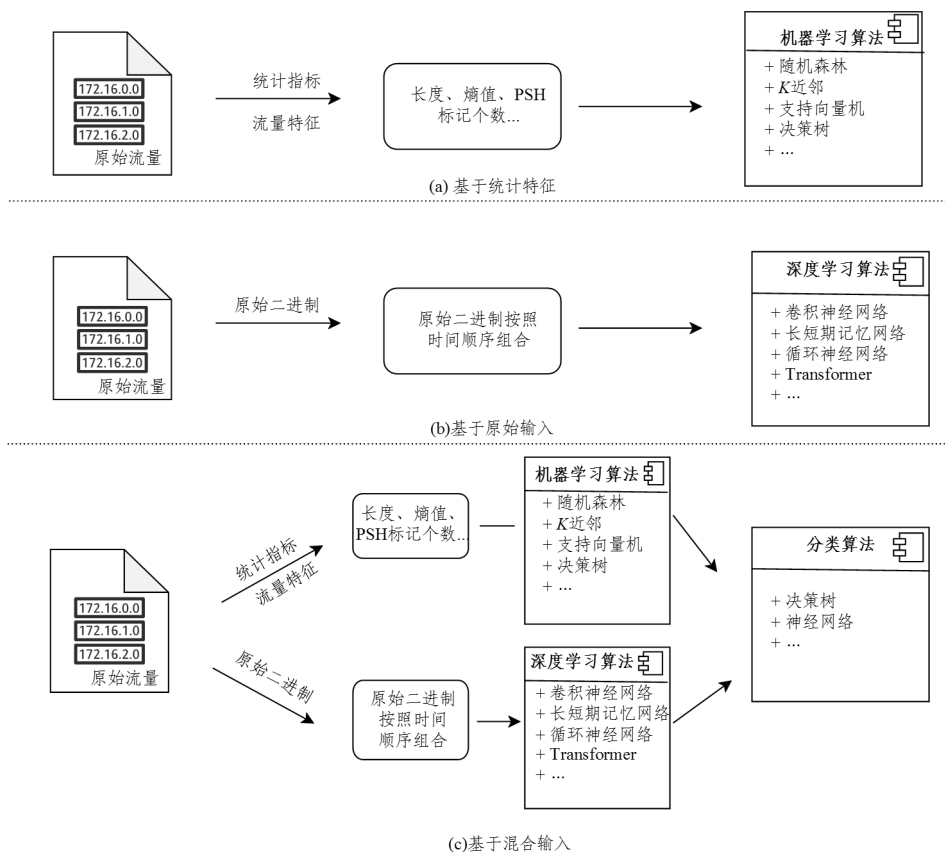 172.16.0.0
172.16.1.0
172.16.2.0
原始流量
统计指标
流量特征
长度、熵值、PSH
标记个数...
机器学习算法
+ 随机森林
+ K近邻
+ 支持向量机
+ 决策树
+ ...
(a) 基于统计特征
172.16.0.0
172.16.1.0
172.16.2.0
原始流量
原始二进制
原始二进制按照
时间顺序组合
深度学习算法
+ 卷积神经网络
+ 长短期记忆网络
+ 循环神经网络
+ Transformer
+ ...
(b)基于原始输入
172.16.0.0
172.16.1.0
172.16.2.0
原始流量
统计指标
流量特征
长度、熵值、
PSH标记个数...
机器学习算法
+ 随机森林
+ K近邻
+ 支持向量机
+ 决策树
+ ...
原始二进制
原始二进制
按照时间
顺序组合
深度学习算法
+ 卷积神经网络
+ 长短期记忆网络
+ 循环神经网络
+ Transformer
+ ...
分类算法
+ 决策树
+ 神经网络
+ ...
(c)基于混合输入